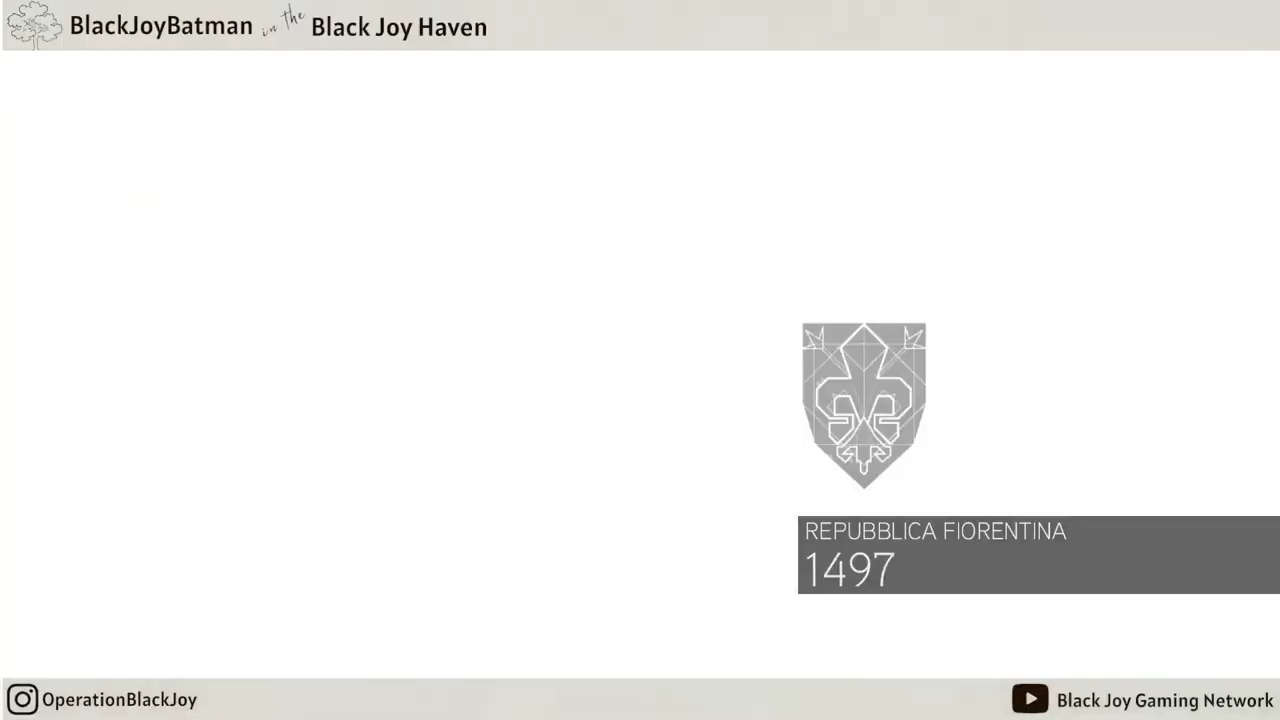 BlackJoyBatman in the Black Joy Haven
REPUBBLICA FIORENTINA
1497
OperationBlackJoy
Black Joy Gaming Network